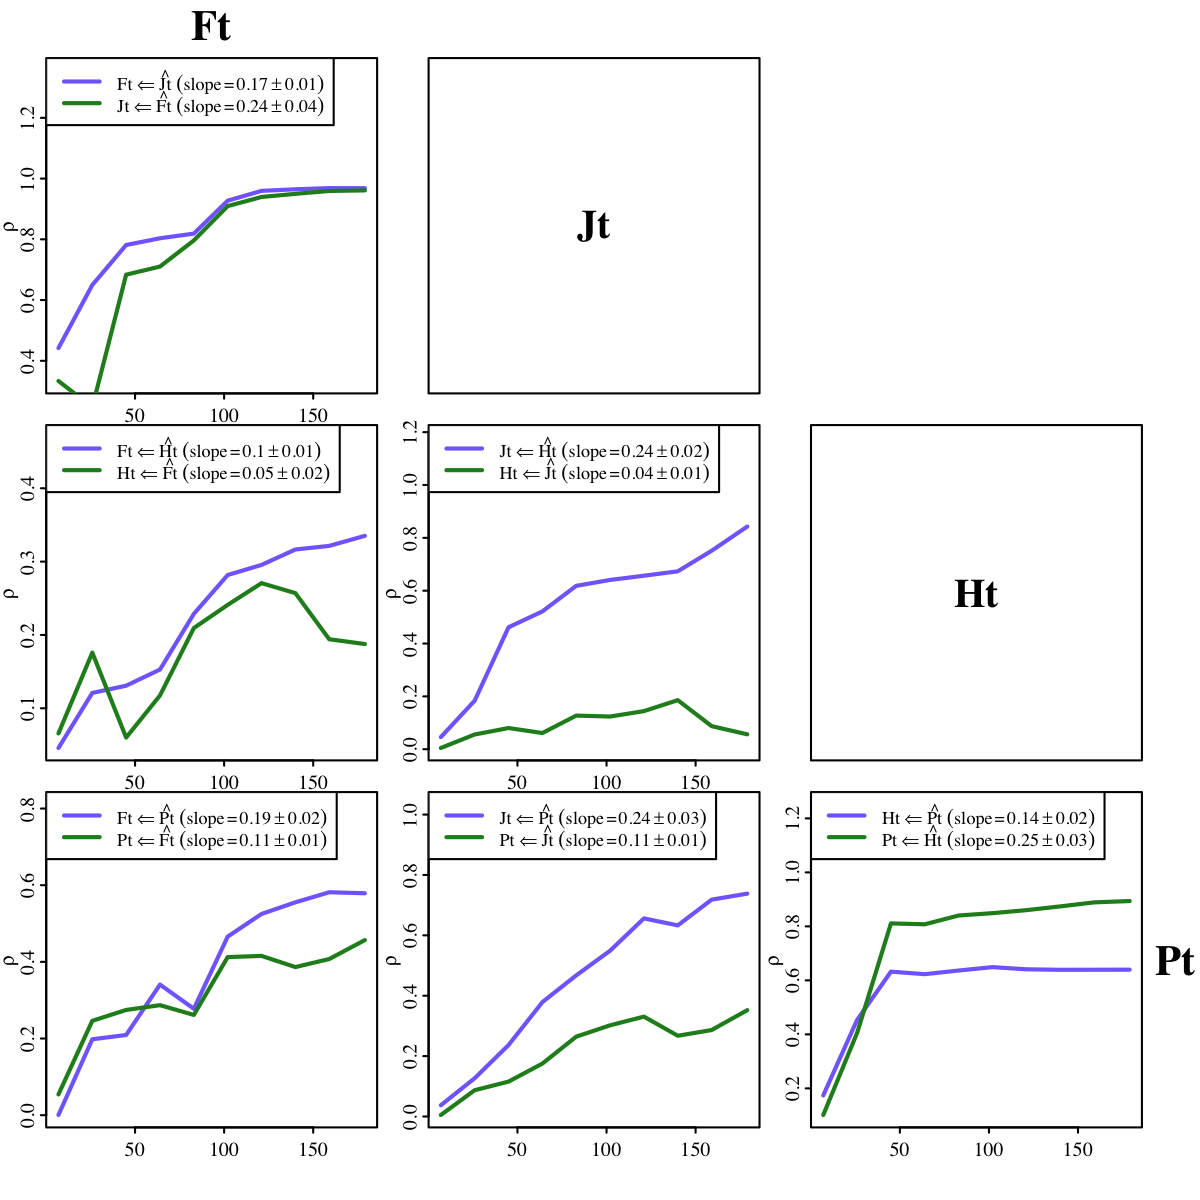 Ft
Ft ⇐ Ĵt (slope = 0.17 ± 0.01)
Jt ⇐ F̂t (slope = 0.24 ± 0.04)
ρ
0.4 0.6 0.8 1.0 1.2
50 100 150
Jt
Ft ⇐ Ĥt (slope = 0.1 ± 0.01)
Ht ⇐ F̂t (slope = 0.05 ± 0.02)
ρ
0.1 0.2 0.3 0.4
50 100 150
Jt ⇐ Ĥt (slope = 0.24 ± 0.02)
Ht ⇐ Ĵt (slope = 0.04 ± 0.01)
ρ
0.0 0.2 0.4 0.6 0.8 1.0 1.2
50 100 150
Ht
Ft ⇐ P̂t (slope = 0.19 ± 0.02)
Pt ⇐ F̂t (slope = 0.11 ± 0.01)
ρ
0.0 0.2 0.4 0.6 0.8
50 100 150
Jt ⇐ P̂t (slope = 0.24 ± 0.03)
Pt ⇐ Ĵt (slope = 0.11 ± 0.01)
ρ
0.0 0.2 0.4 0.6 0.8 1.0
50 100 150
Ht ⇐ P̂t (slope = 0.14 ± 0.02)
Pt ⇐ Ĥt (slope = 0.25 ± 0.03)
ρ
0.2 0.4 0.6 0.8 1.0 1.2
50 100 150
Pt